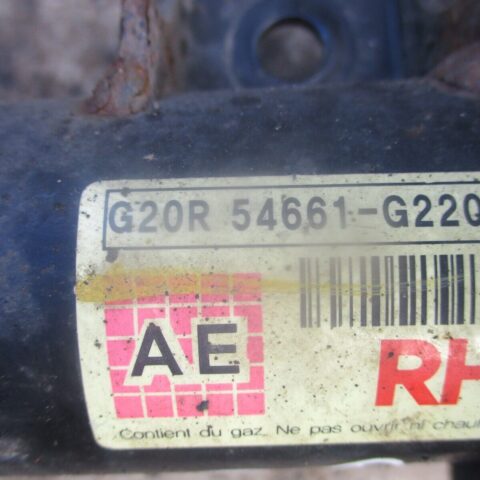 G20R 54661-G22Q
AE
RH
Contient du gaz. Ne pas ouvrir ni